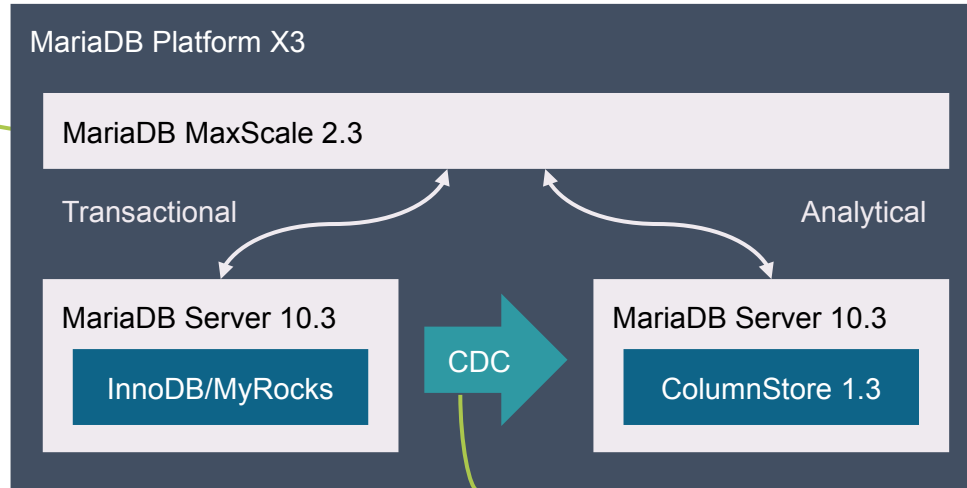 MariaDB Platform X3
MariaDB MaxScale 2.3
Transactional
Analytical
MariaDB Server 10.3
InnoDB/MyRocks
CDC
MariaDB Server 10.3
ColumnStore 1.3